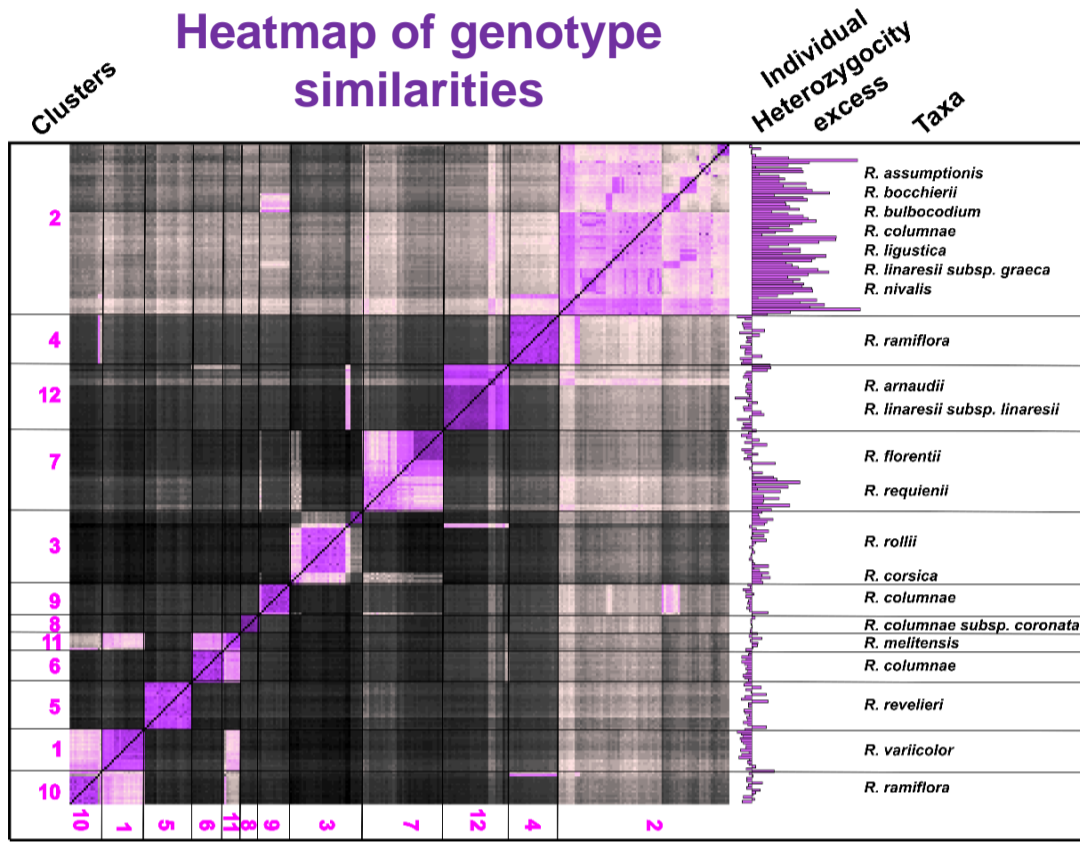 Heatmap of genotype
similarities
Clusters
Individual
Heterozygocity
excess
Taxa
2
R. assumptionis
R. bocchierii
R. bulbocodium
R. columnae
R. ligustica
R. linaresii subsp. graeca
R. nivalis
4
R. ramiflora
12
R. arnaudii
R. linaresii subsp. linaresii
7
R. florentii
R. requienii
3
R. rollii
R. corsica
9
R. columnae
8
R. columnae subsp. coronata
11
R. melitensis
6
R. columnae
5
R. revelieri
1
R. variicolor
10
R. ramiflora
10 1 5 6 11 8 9 3 7 12 4 2